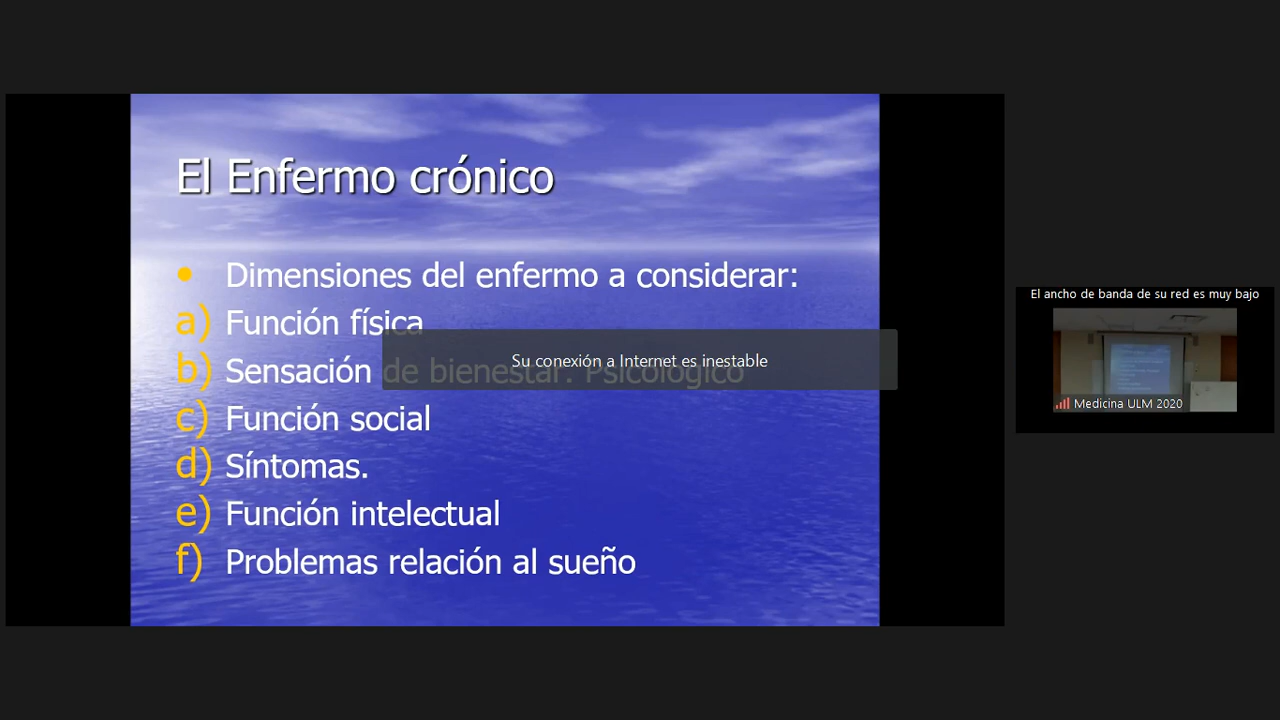 El Enfermo crónico
• Dimensiones del enfermo a considerar:
a) Función física
b) Sensación de bienestar. Psicológico
c) Función social
d) Síntomas.
e) Función intelectual
f) Problemas relación al sueño
Su conexión a Internet es inestable
El ancho de banda de su red es muy bajo
Medicina ULM 2020